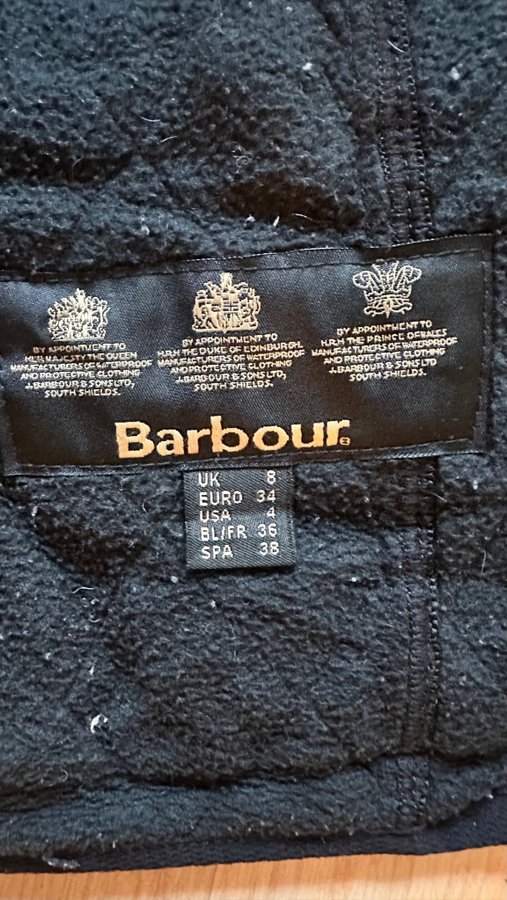 BY APPOINTMENT TO
HER MAJESTY THE QUEEN
MANUFACTURERS OF WATERPROOF
AND PROTECTIVE CLOTHING
J.BARBOUR & SONS LTD,
SOUTH SHIELDS.
BY APPOINTMENT TO
H.R.H THE DUKE OF EDINBURGH
MANUFACTURERS OF WATERPROOF
AND PROTECTIVE CLOTHING
J.BARBOUR & SONS LTD,
SOUTH SHIELDS.
BY APPOINTMENT TO
H.R.H THE PRINCE OF WALES
MANUFACTURERS OF WATERPROOF
AND PROTECTIVE CLOTHING
J.BARBOUR & SONS LTD,
SOUTH SHIELDS.
Barbour®
UK 8
EURO 34
USA 4
BL/FR 36
SPA 38